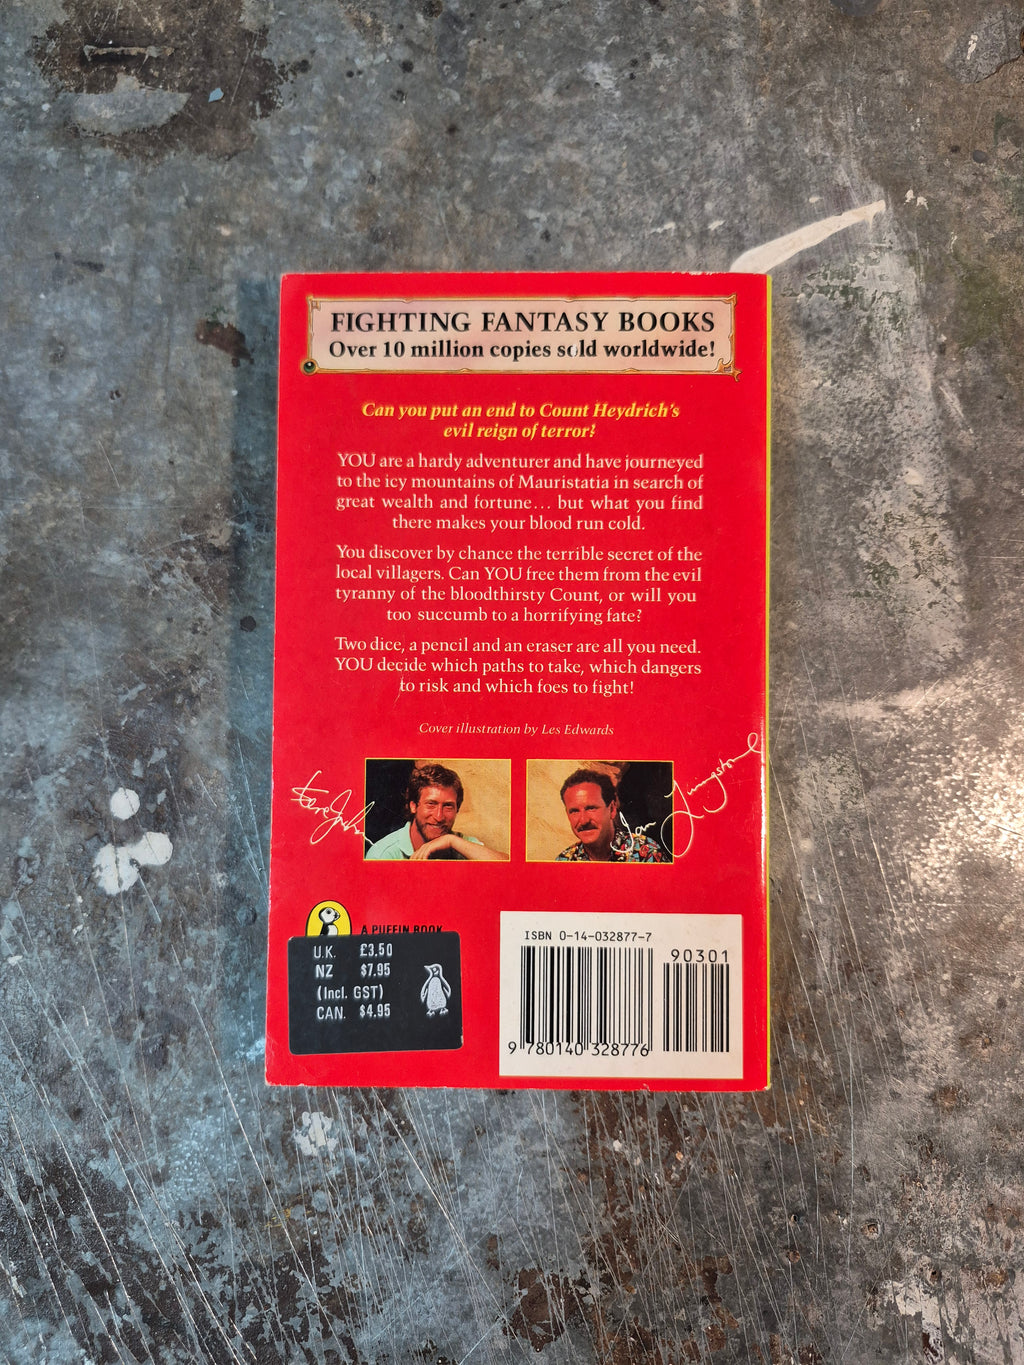 FIGHTING FANTASY BOOKS
Over 10 million copies sold worldwide!
Can you put an end to Count Heydrich's
evil reign of terror?
YOU are a hardy adventurer and have journeyed
to the icy mountains of Mauristatia in search of
great wealth and fortune... but what you find
there makes your blood run cold.
You discover by chance the terrible secret of the
local villagers. Can YOU free them from the evil
tyranny of the bloodthirsty Count, or will you
too succumb to a horrifying fate?
Two dice, a pencil and an eraser are all you need.
YOU decide which paths to take, which dangers
to risk and which foes to fight!
Cover illustration by Les Edwards
Steve Jackson
Ian Livingstone
A PUFFIN BOOK
U.K. £3.50
NZ $7.95
(Incl. GST)
CAN. $4.95
ISBN 0-14-032877-7
90301
9 780140 328776